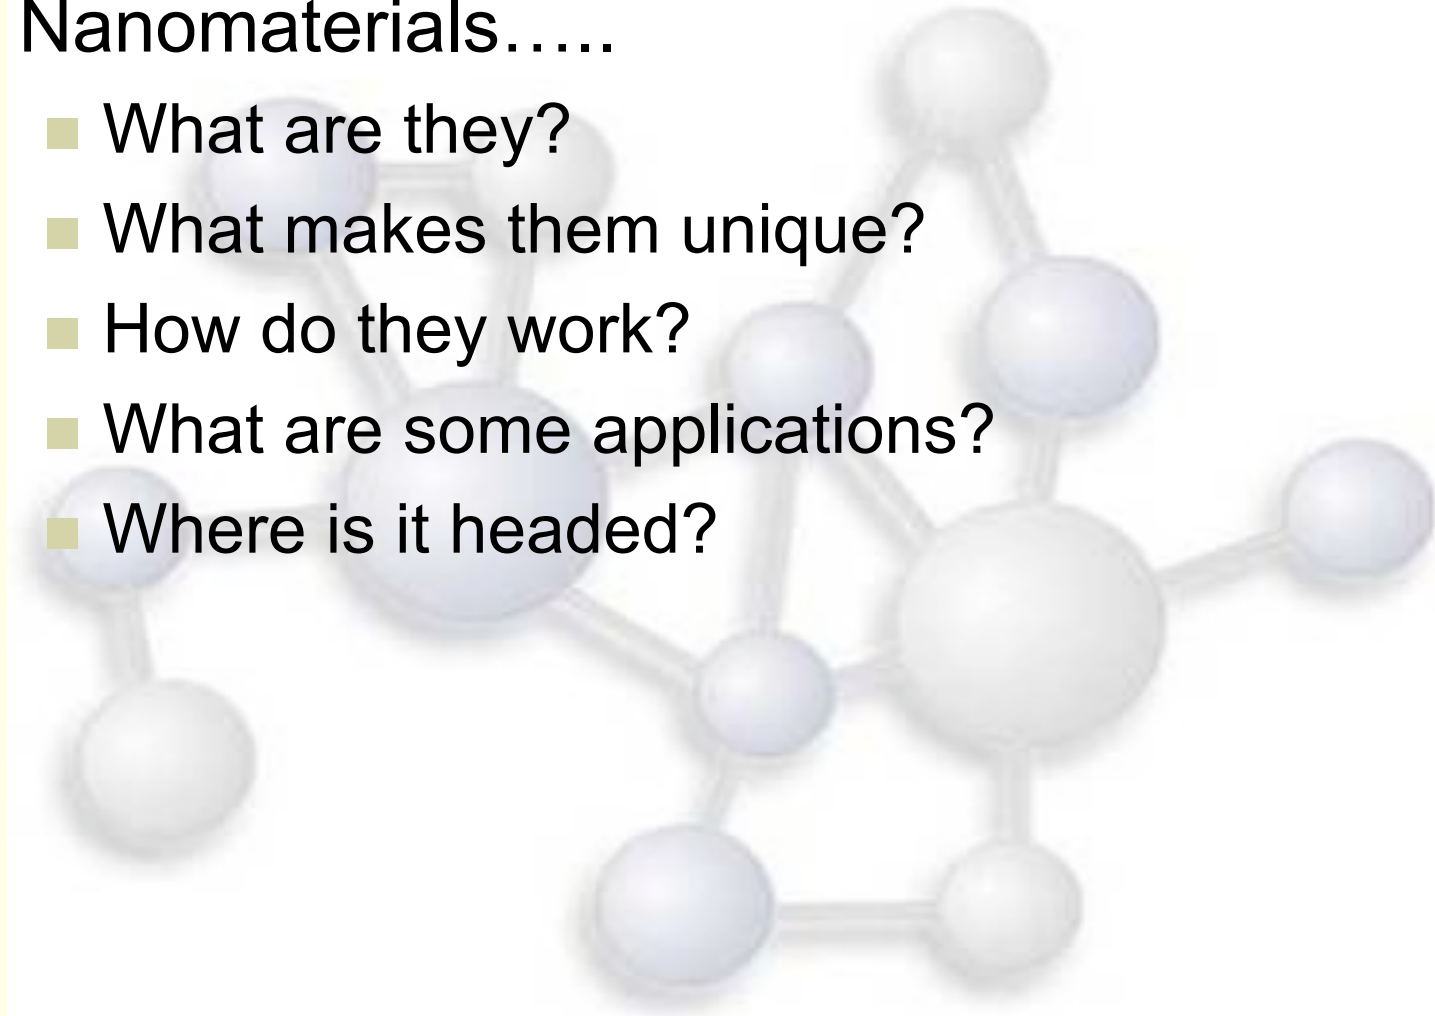 Nanomaterials…..
What are they?
What makes them unique?
How do they work?
What are some applications?
Where is it headed?